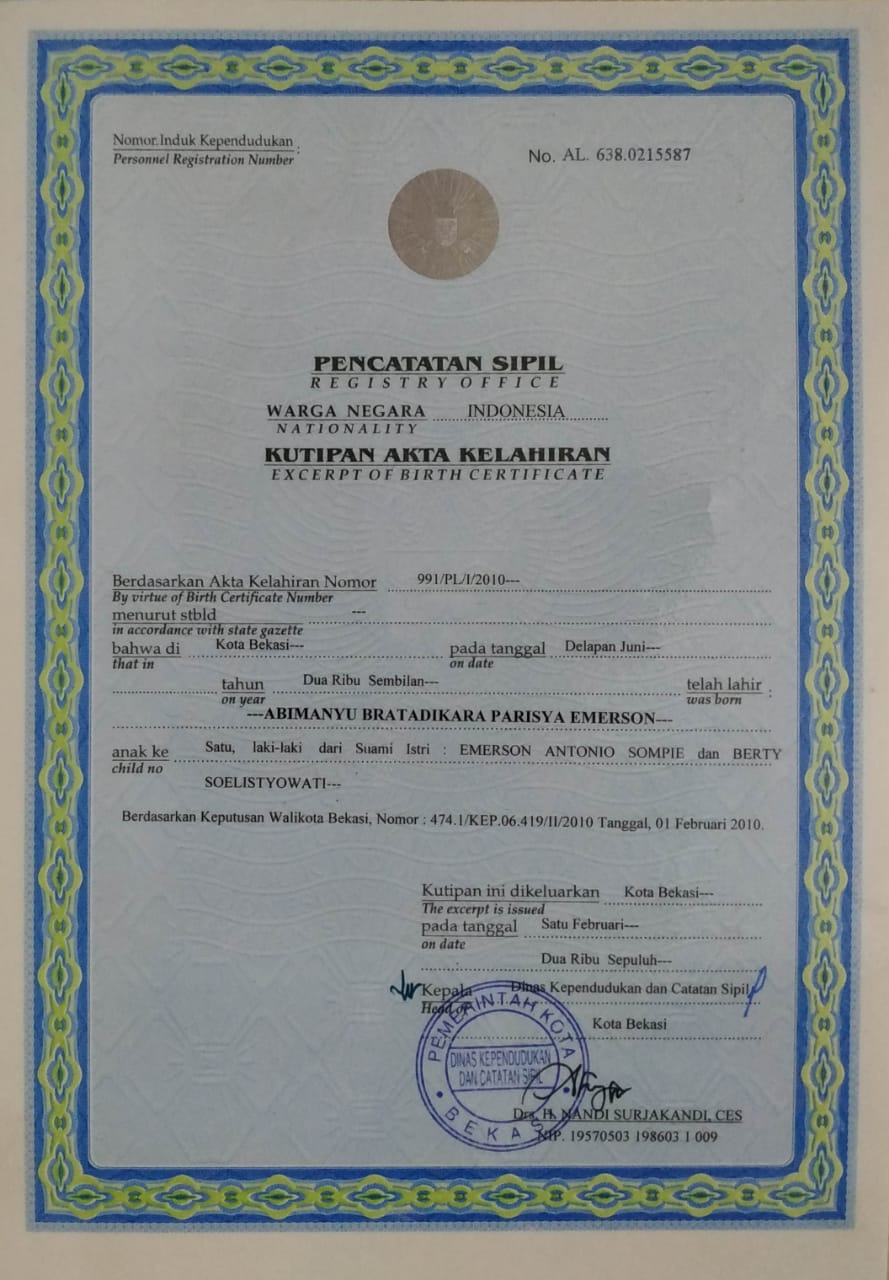 Nomor Induk Kependudukan :
Personnel Registration Number
No. AL. 638.0215587
PENCATATAN SIPIL
REGISTRY OFFICE
WARGA NEGARA INDONESIA
NATIONALITY
KUTIPAN AKTA KELAHIRAN
EXCERPT OF BIRTH CERTIFICATE
Berdasarkan Akta Kelahiran Nomor 991/PL/I/2010---
By virtue of Birth Certificate Number
menurut stbld ---
in accordance with state gazette
bahwa di Kota Bekasi--- pada tanggal Delapan Juni---
that in on date
tahun Dua Ribu Sembilan--- telah lahir :
on year was born
---ABIMANYU BRATADIKARA PARISYA EMERSON---
anak ke Satu, laki-laki dari Suami Istri : EMERSON ANTONIO SOMPIE dan BERTY
child no
SOELISTYOWATI---
Berdasarkan Keputusan Walikota Bekasi, Nomor : 474.1/KEP.06.419/II/2010 Tanggal, 01 Februari 2010.
Kutipan ini dikeluarkan Kota Bekasi---
The excerpt is issued
pada tanggal Satu Februari---
on date
Dua Ribu Sepuluh---
Kepala Dinas Kependudukan dan Catatan Sipil
Head of
Kota Bekasi
PEMERINTAH KOTA
DINAS KEPENDUDUKAN
DAN CATATAN SIPIL
BEKASI
Drs. H. NANDI SURJAKANDI, CES
NIP. 19570503 198603 1 009